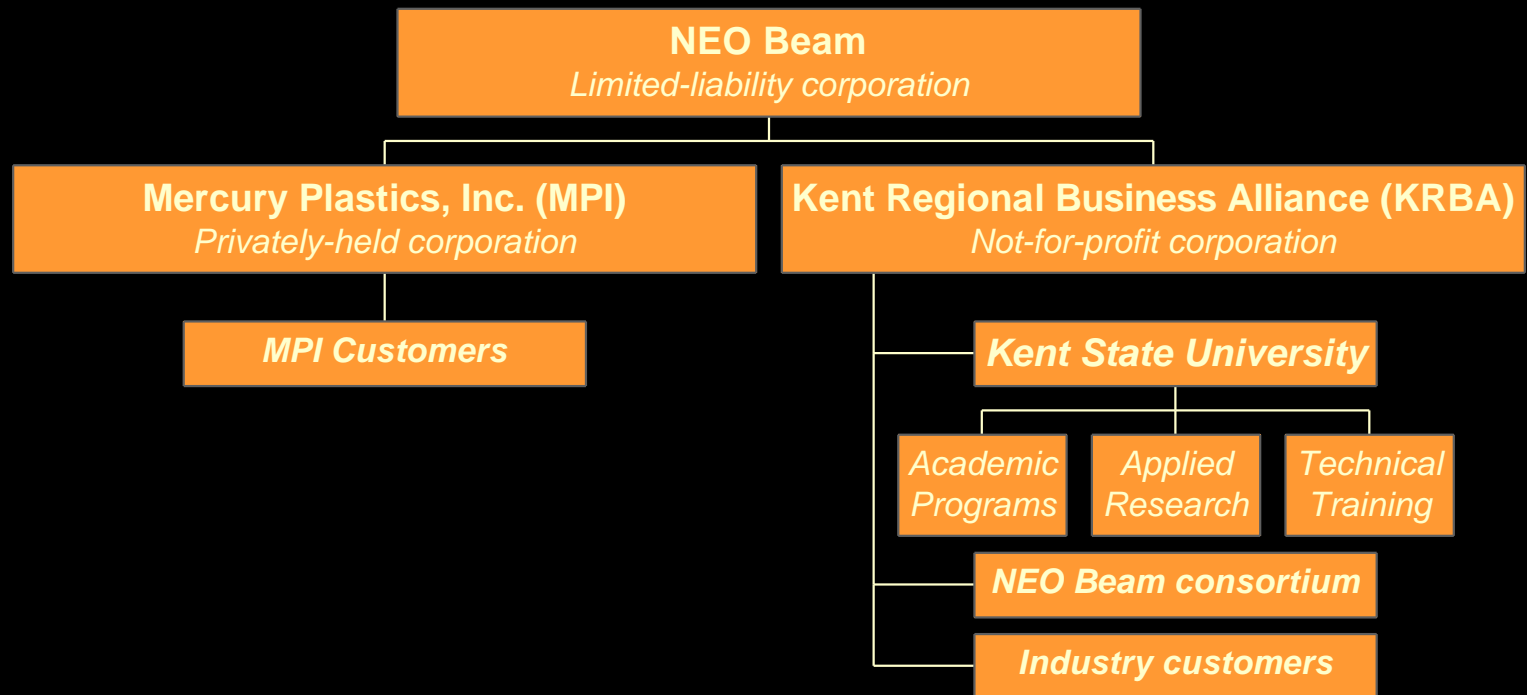 NEO Beam
Limited-liability corporation
Mercury Plastics, Inc. (MPI)
Privately-held corporation
Kent Regional Business Alliance (KRBA)
Not-for-profit corporation
MPI Customers
Kent State University
Academic
Programs
Applied
Research
Technical
Training
NEO Beam consortium
Industry customers